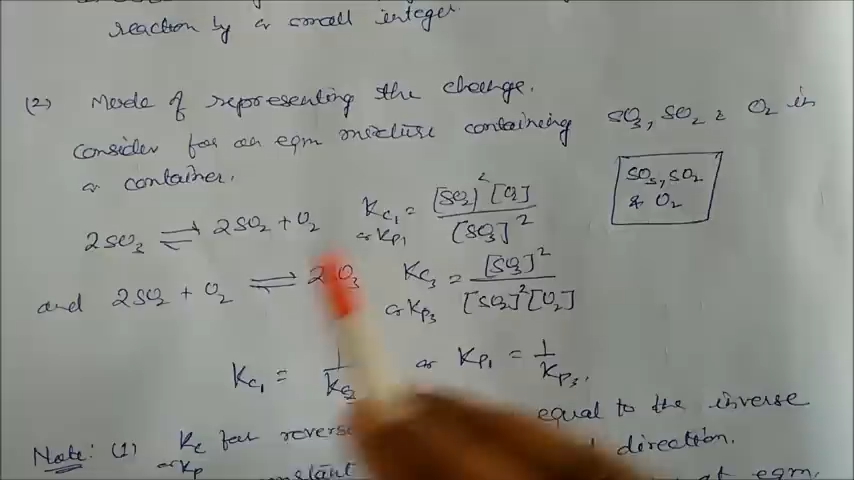 reaction by a small integer.
(2) Mode of representing the change.
consider for an eqm mixture containing SO3, SO2 & O2 in
a container.
SO3, SO2
& O2
2SO3 ⇌ 2SO2 + O2 Kc1 = [SO2]^2 [O2] / [SO3]^2
or Kp1
and 2SO2 + O2 ⇌ 2SO3 Kc3 = [SO3]^2 / [SO2]^2 [O2]
or Kp3
Kc1 = 1 / Kc3 or Kp1 = 1 / Kp3.
Note: (1) Kc for reverse equal to the inverse
or Kp constant direction.
at eqm.